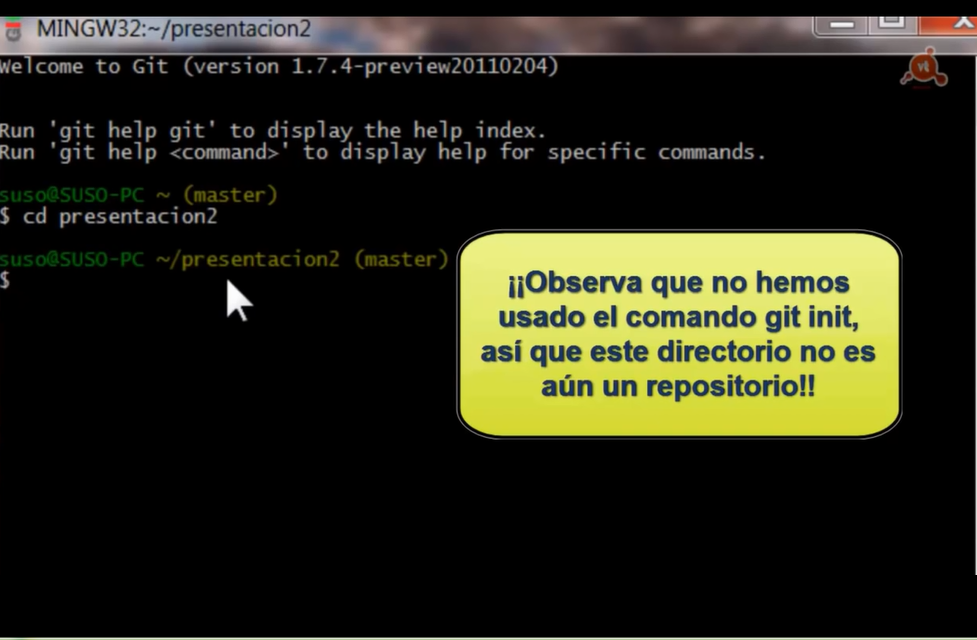 MINGW32:~/presentacion2
Welcome to Git (version 1.7.4-preview20110204)
Run 'git help git' to display the help index.
Run 'git help <command>' to display help for specific commands.
suso@SUSO-PC ~ (master)
$ cd presentacion2
suso@SUSO-PC ~/presentacion2 (master)
$
¡¡Observa que no hemos
usado el comando git init,
así que este directorio no es
aún un repositorio!!
vt